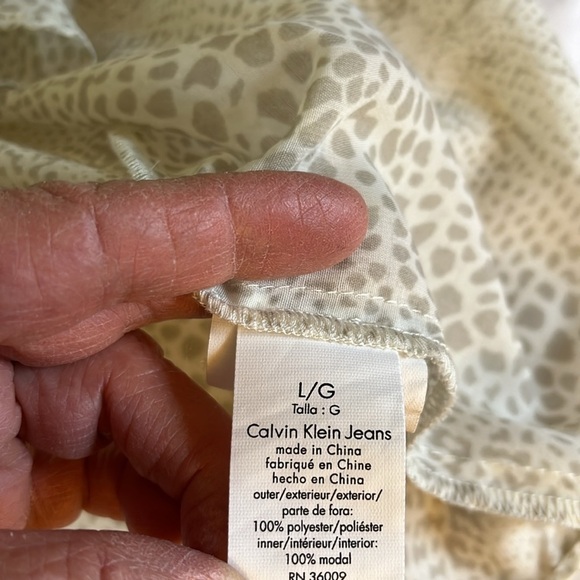 L/G
Talla : G
Calvin Klein Jeans
made in China
fabriqué en Chine
hecho en China
outer/exterieur/exterior/
parte de fora:
100% polyester/poliéster
inner/intérieur/interior:
100% modal
RN 36009